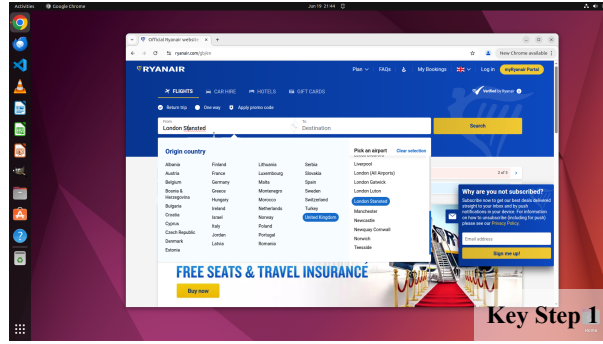 Activities
Google Chrome
Jan 19 21:44
Official Ryanair website
ryanair.com/gb/en
New Chrome available
RYANAIR
Plan
FAQs
My Bookings
Log in
myRyanair Portal
FLIGHTS
CAR HIRE
HOTELS
GIFT CARDS
Verified by Ryanair
Return trip
One way
Apply promo code
From
London Stansted
To
Destination
Search
Origin country
Pick an airport
Clear selection
Albania
Austria
Belgium
Bosnia &
Herzegovina
Bulgaria
Croatia
Cyprus
Czech Republic
Denmark
Estonia
Finland
France
Germany
Greece
Hungary
Ireland
Israel
Italy
Jordan
Latvia
Lithuania
Luxembourg
Malta
Montenegro
Morocco
Netherlands
Norway
Poland
Portugal
Romania
Serbia
Slovakia
Spain
Sweden
Switzerland
Turkey
United Kingdom
Liverpool
London (All Airports)
London Gatwick
London Luton
London Stansted
Manchester
Newcastle
Newquay Cornwall
Norwich
Teesside
Why are you not subscribed?
Subscribe now to get our best deals delivered
straight to your inbox and by push
notifications in your device. For information
on how to unsubscribe (including for push)
please see our Privacy Policy.
Email address
Sign me up!
FREE SEATS & TRAVEL INSURANCE
Buy now
Key Step 1
Home